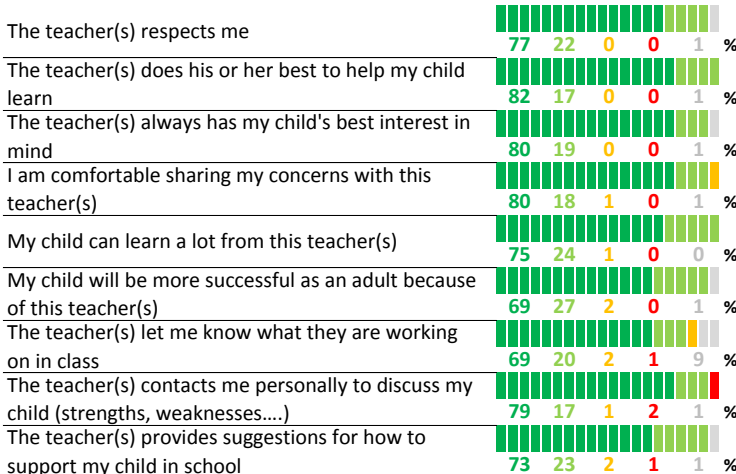 The teacher(s) respects me
77 22 0 0 1 %
The teacher(s) does his or her best to help my child
learn
82 17 0 0 1 %
The teacher(s) always has my child's best interest in
mind
80 19 0 0 1 %
I am comfortable sharing my concerns with this
teacher(s)
80 18 1 0 1 %
My child can learn a lot from this teacher(s)
75 24 1 0 0 %
My child will be more successful as an adult because
of this teacher(s)
69 27 2 0 1 %
The teacher(s) let me know what they are working
on in class
69 20 2 1 9 %
The teacher(s) contacts me personally to discuss my
child (strengths, weaknesses….)
79 17 1 2 1 %
The teacher(s) provides suggestions for how to
support my child in school
73 23 2 1 1 %